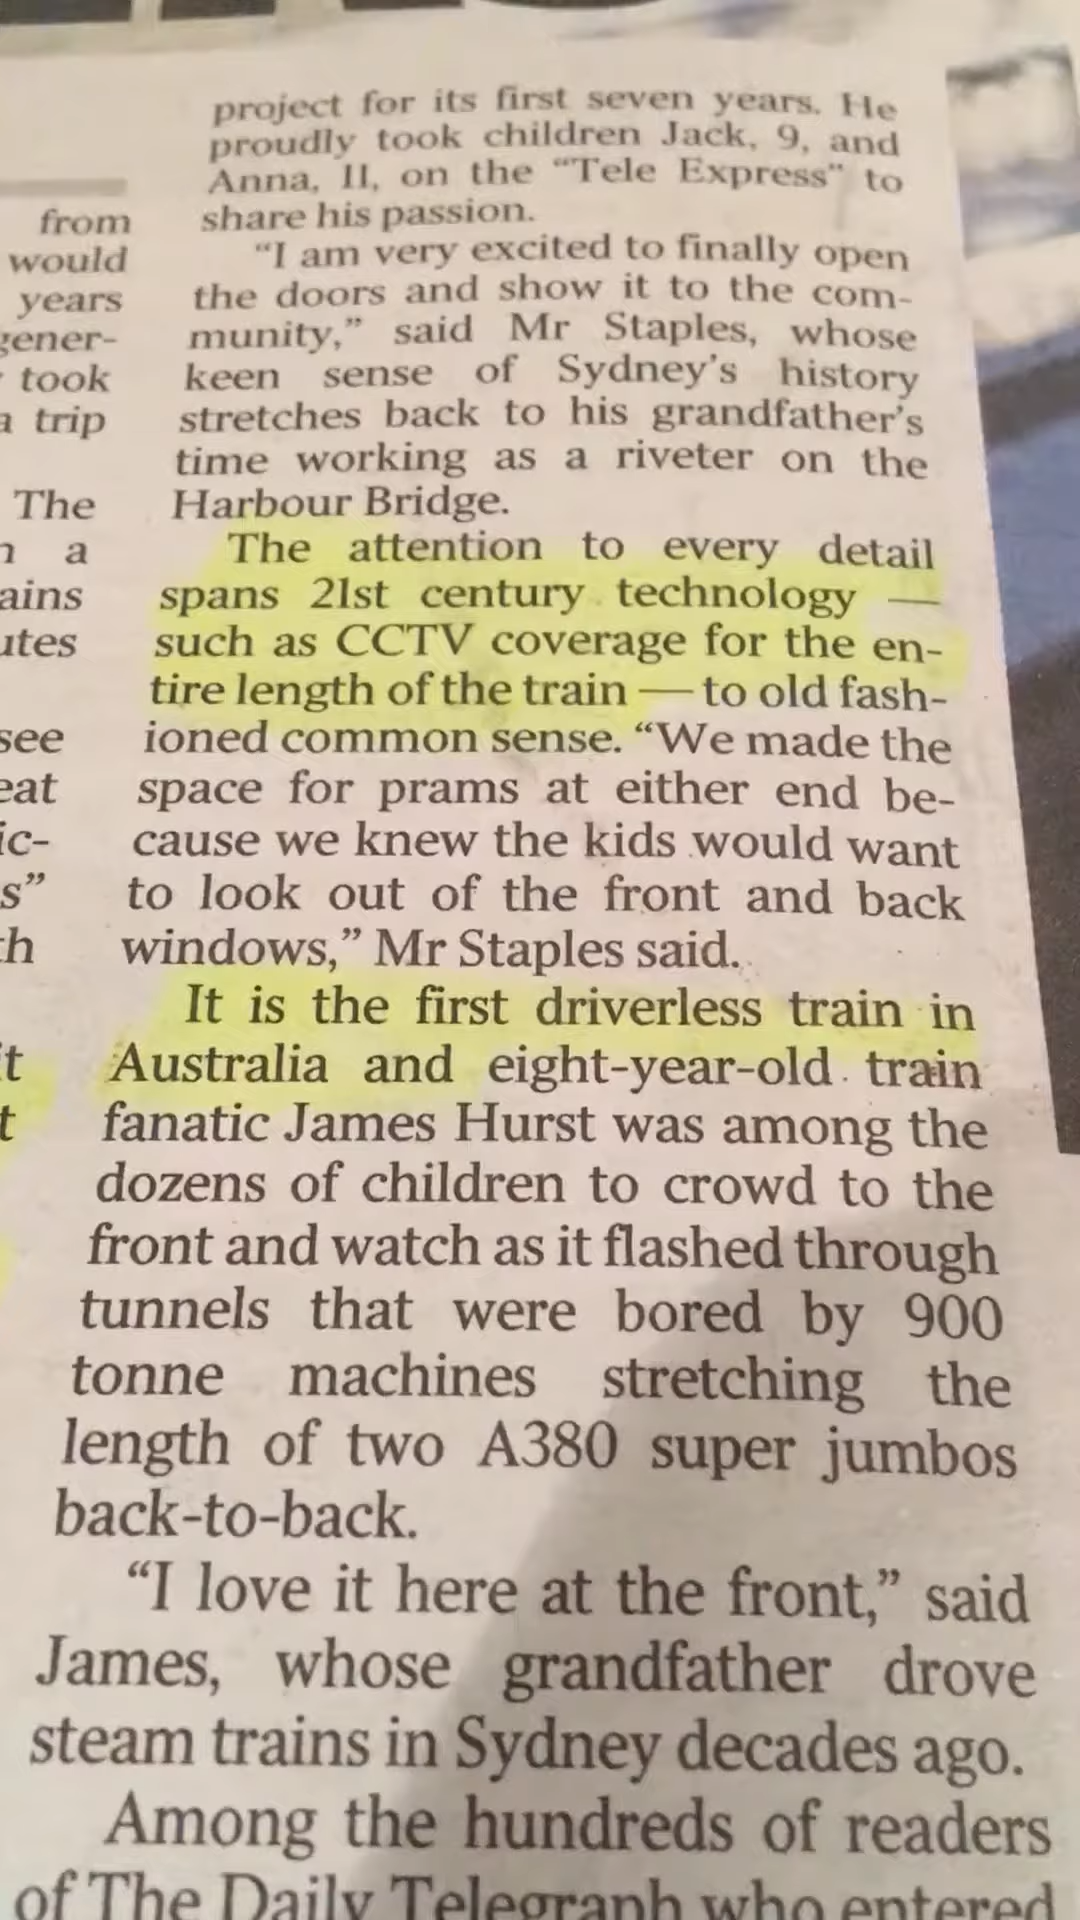 from
would
years
gener-
took
a trip
The
a
ains
utes
see
eat
ic-
s”
th
it
t
project for its first seven years. He
proudly took children Jack, 9, and
Anna, 11, on the “Tele Express” to
share his passion.
“I am very excited to finally open
the doors and show it to the com-
munity,” said Mr Staples, whose
keen sense of Sydney’s history
stretches back to his grandfather’s
time working as a riveter on the
Harbour Bridge.
The attention to every detail
spans 21st century technology —
such as CCTV coverage for the en-
tire length of the train — to old fash-
ioned common sense. “We made the
space for prams at either end be-
cause we knew the kids would want
to look out of the front and back
windows,” Mr Staples said.
It is the first driverless train in
Australia and eight-year-old train
fanatic James Hurst was among the
dozens of children to crowd to the
front and watch as it flashed through
tunnels that were bored by 900
tonne machines stretching the
length of two A380 super jumbos
back-to-back.
“I love it here at the front,” said
James, whose grandfather drove
steam trains in Sydney decades ago.
Among the hundreds of readers
of The Daily Telegraph who entered